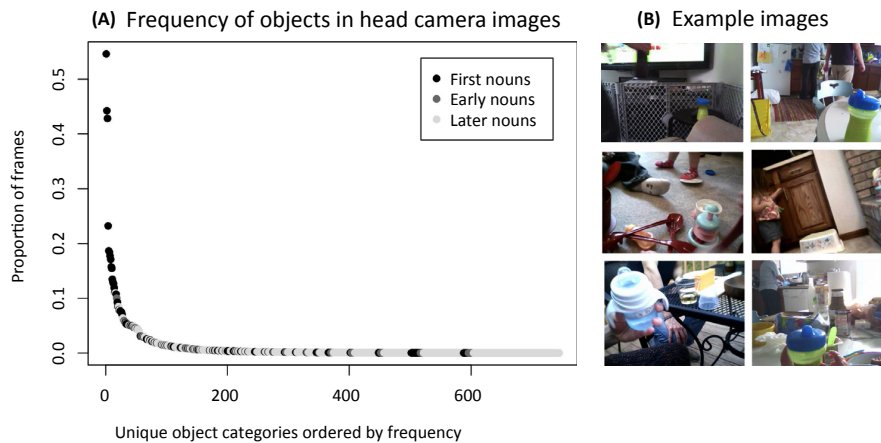 (A) Frequency of objects in head camera images
(B) Example images
Proportion of frames
0.5
0.4
0.3
0.2
0.1
0.0
First nouns
Early nouns
Later nouns
0 200 400 600
Unique object categories ordered by frequency